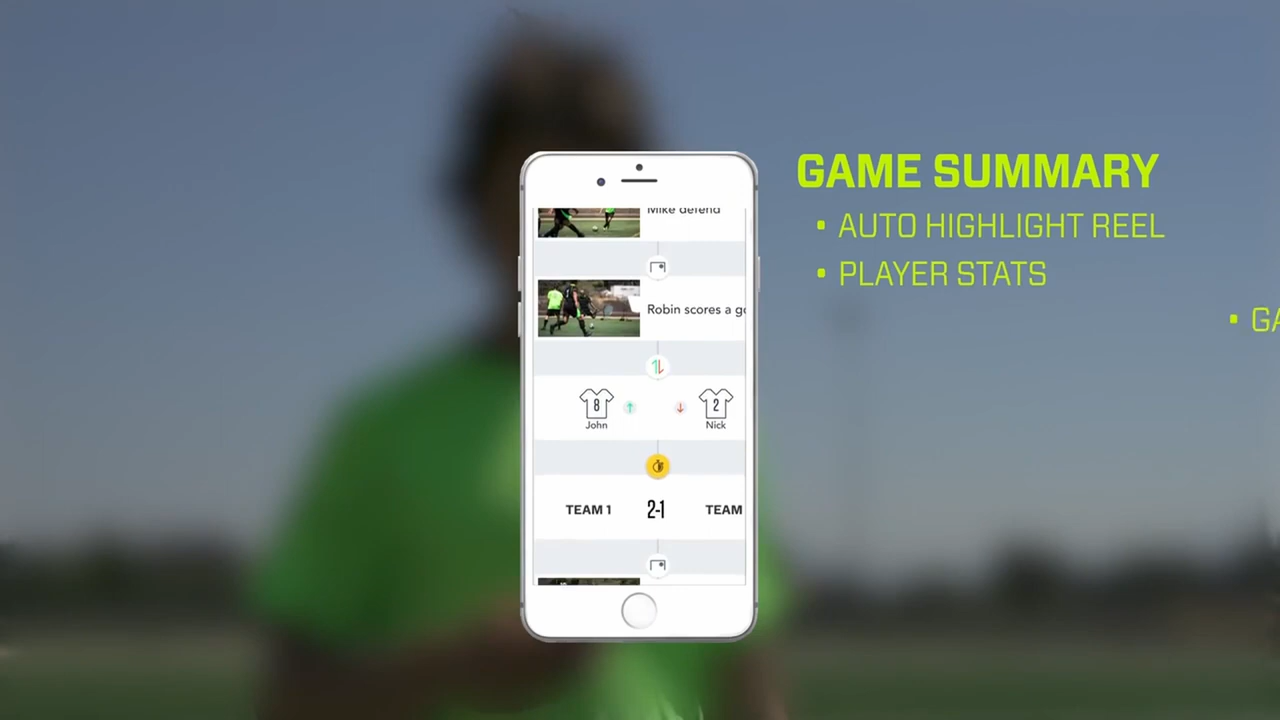 GAME SUMMARY
• AUTO HIGHLIGHT REEL
• PLAYER STATS
• GA
Mike defend
Robin scores a go
8
2
John
Nick
TEAM 1
2-1
TEAM